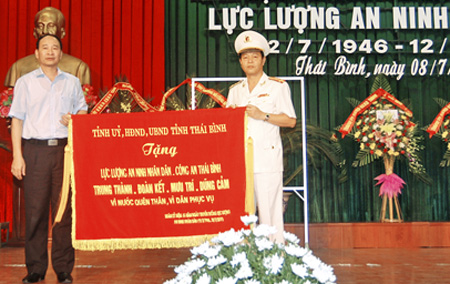 LỰC LƯỢNG AN NINH
2/7/1946-12/
Thái Bình, ngày 08/7
TỈNH UỶ, HĐND, UBND TỈNH THÁI BÌNH
Tặng
LỰC LƯỢNG AN NINH NHÂN DÂN - CÔNG AN THÁI BÌNH
TRUNG THÀNH , ĐOÀN KẾT , MƯU TRÍ , DŨNG CẢM
VÌ NƯỚC QUÊN THÂN, VÌ DÂN PHỤC VỤ